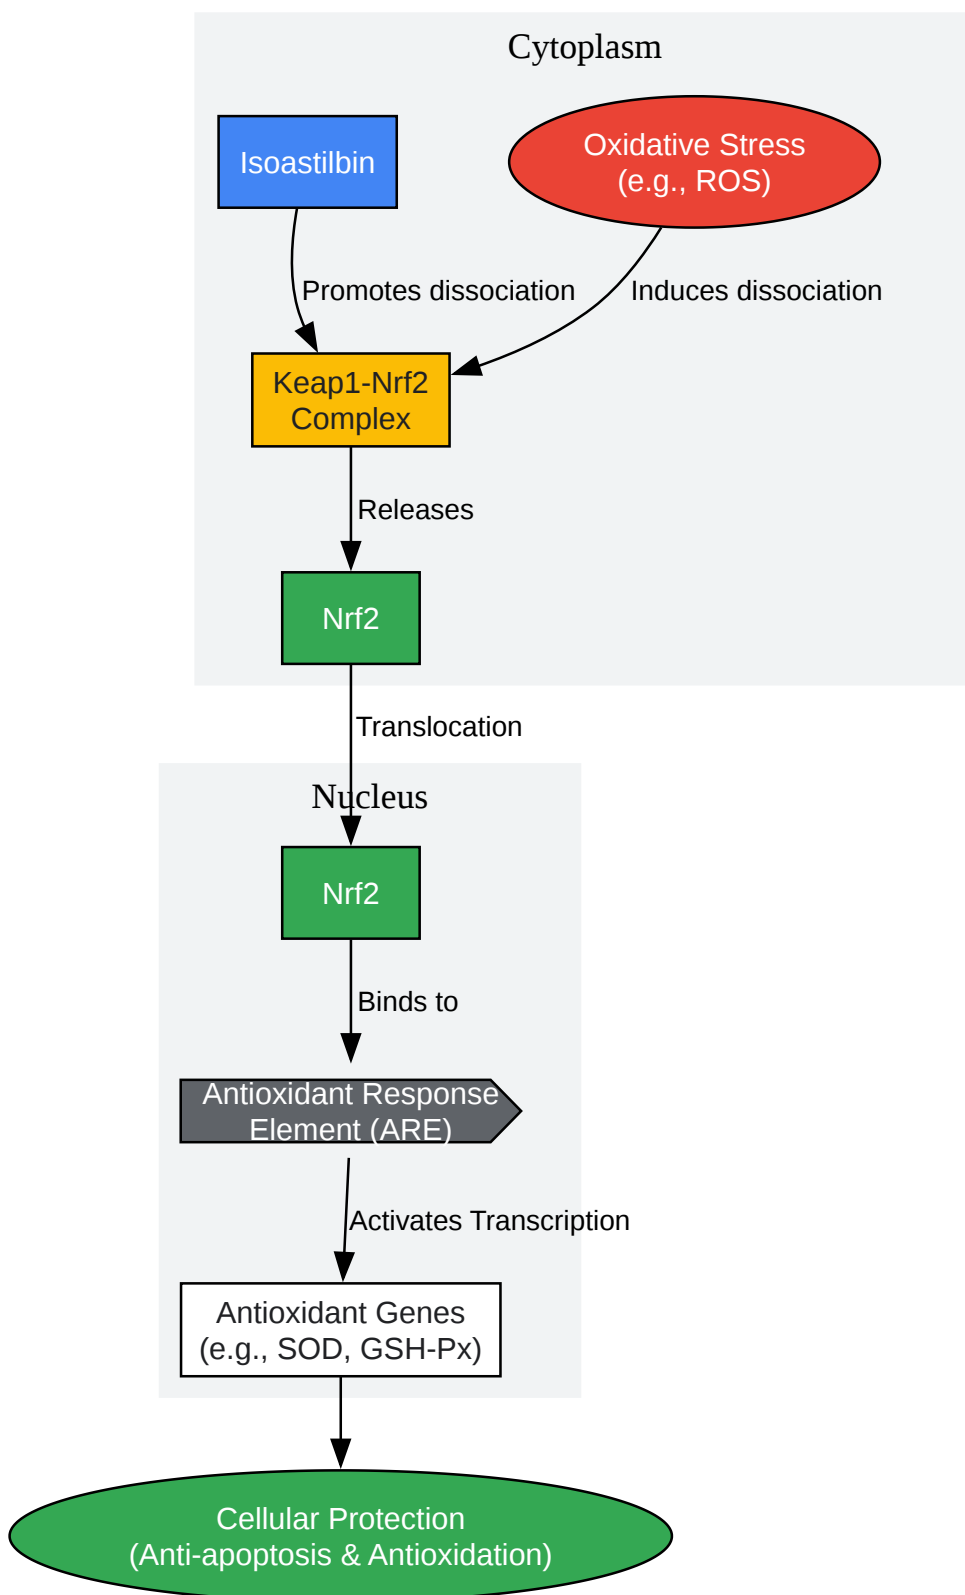 Cytoplasm
Isoastilbin
Oxidative Stress
(e.g., ROS)
Promotes dissociation
Induces dissociation
Keap1-Nrf2
Complex
Releases
Nrf2
Translocation
Nucleus
Nrf2
Binds to
Antioxidant Response
Element (ARE)
Activates Transcription
Antioxidant Genes
(e.g., SOD, GSH-Px)
Cellular Protection
(Anti-apoptosis & Antioxidation)